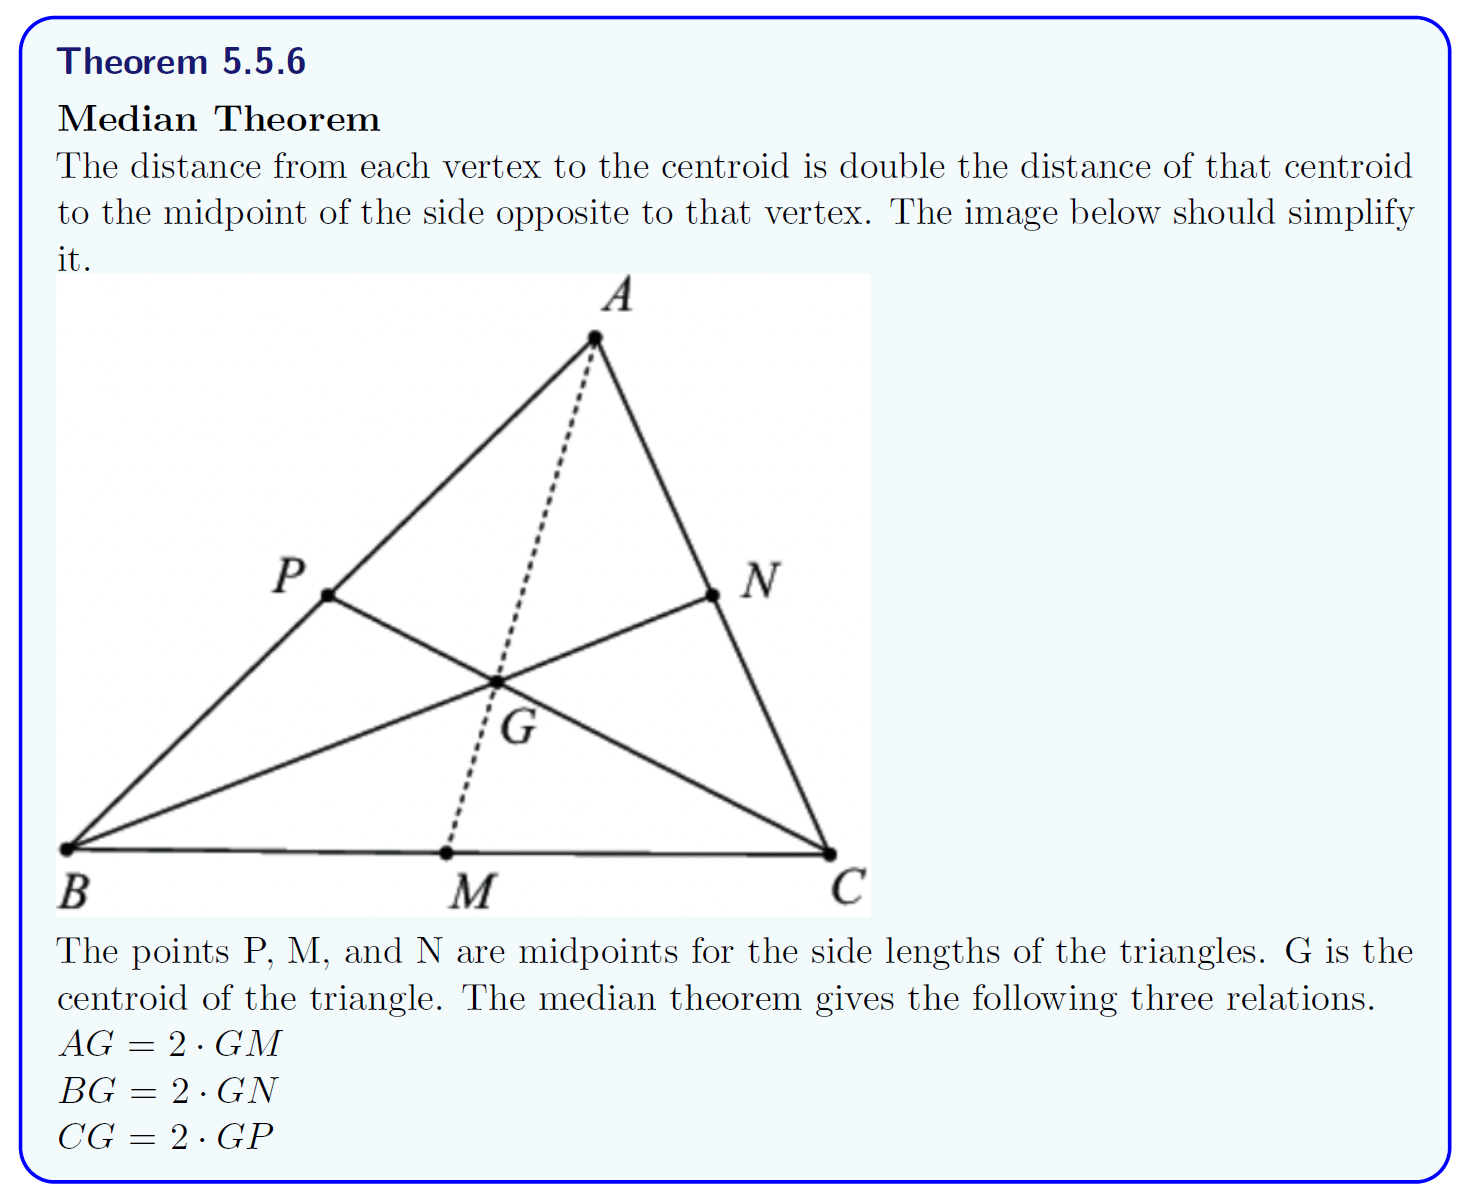 Theorem 5.5.6
Median Theorem
The distance from each vertex to the centroid is double the distance of that centroid
to the midpoint of the side opposite to that vertex. The image below should simplify
it.
A
P
N
G
B
M
C
The points P, M, and N are midpoints for the side lengths of the triangles. G is the
centroid of the triangle. The median theorem gives the following three relations.
AG = 2 · GM
BG = 2 · GN
CG = 2 · GP